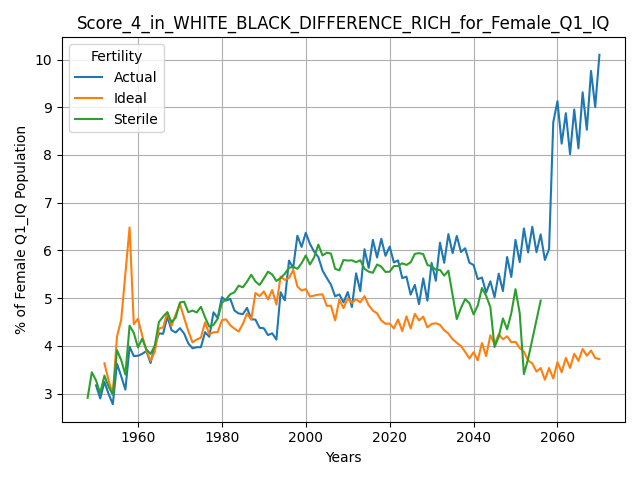 Score_4_in_WHITE_BLACK_DIFFERENCE_RICH_for_Female_Q1_IQ
Fertility
Actual
Ideal
Sterile
% of Female Q1_IQ Population
10
9
8
7
6
5
4
3
1960
1980
2000
2020
2040
2060
Years